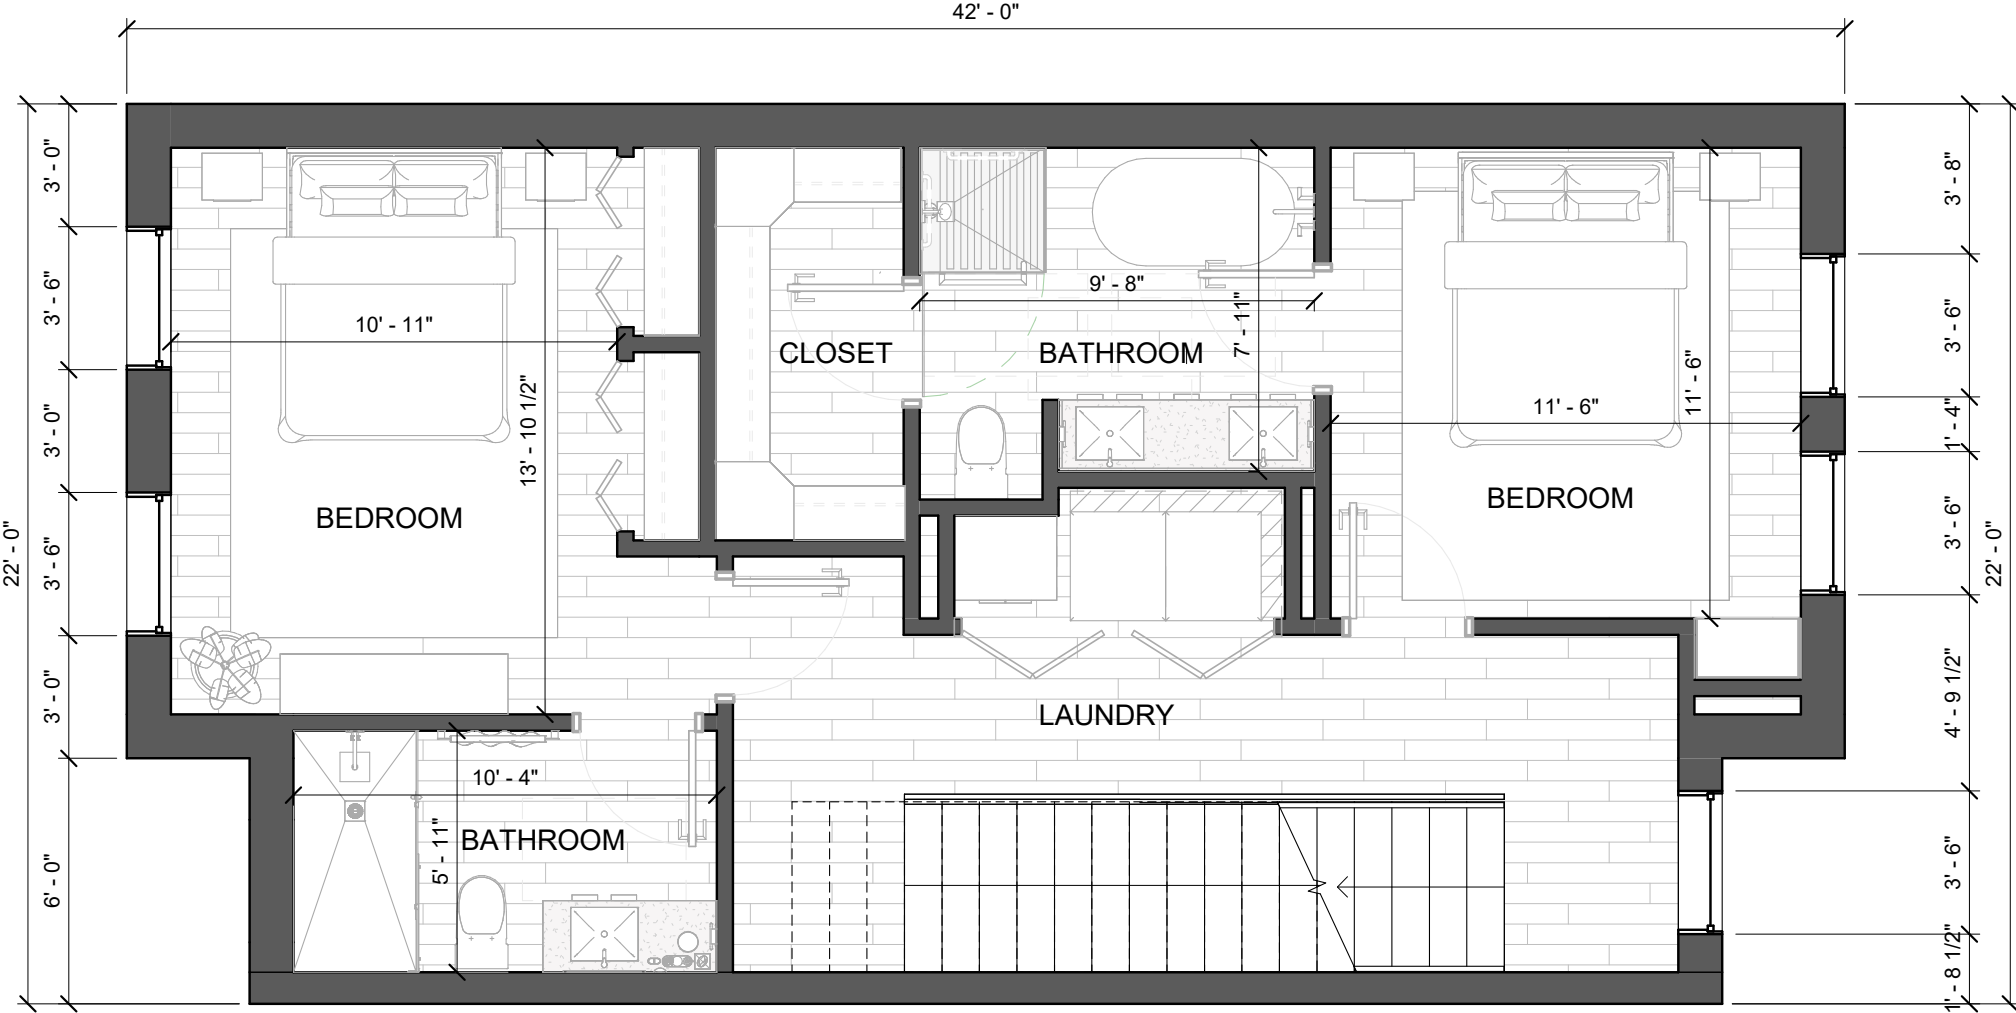 42' - 0"
3' - 0"
3' - 8"
3' - 6"
9' - 8"
7' - 11"
3' - 6"
10' - 11"
CLOSET
BATHROOM
11' - 6"
11' - 6"
3' - 0"
13' - 10 1/2"
1' - 4"
BEDROOM
BEDROOM
3' - 6"
22' - 0"
3' - 6"
22' - 0"
3' - 0"
LAUNDRY
4' - 9 1/2"
10' - 4"
BATHROOM
5' - 11"
6' - 0"
3' - 6"
1' - 8 1/2"